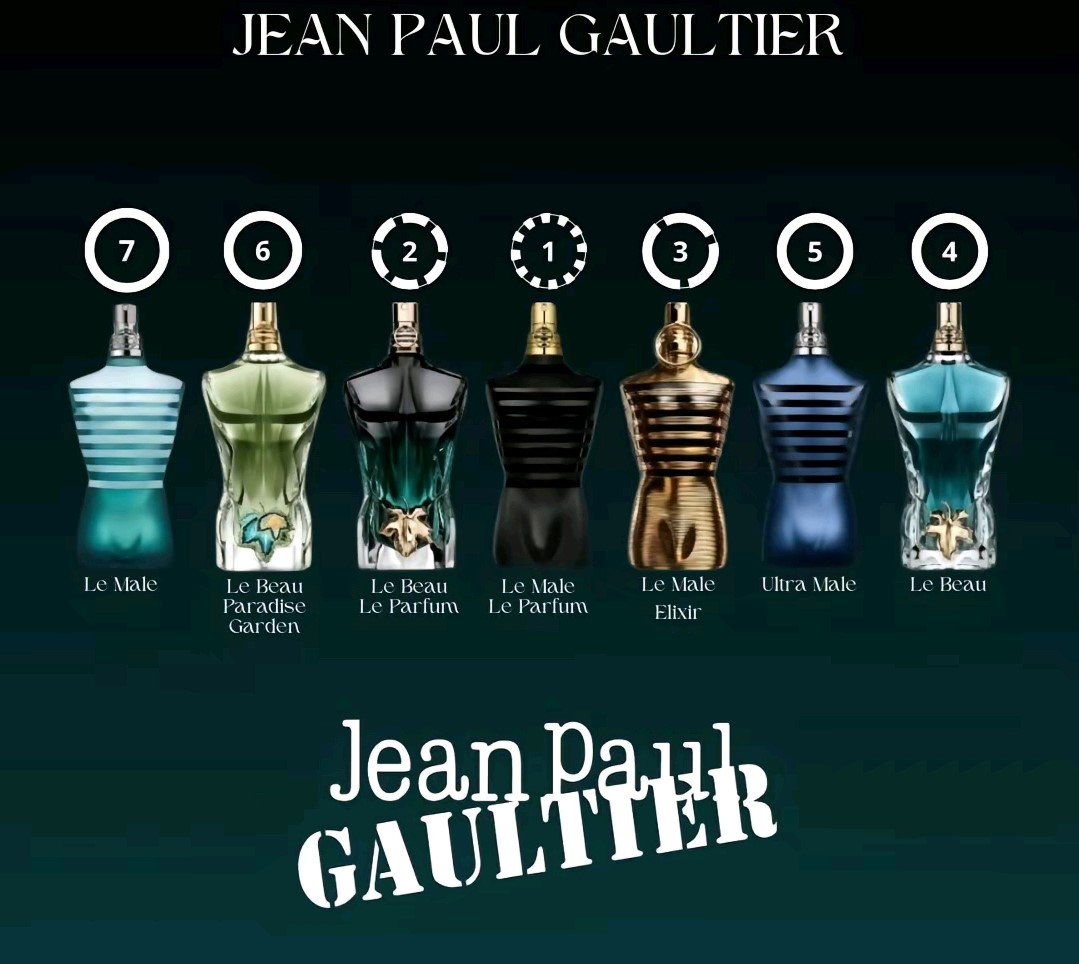 JEAN PAUL GAULTIER
7 6 2 1 3 5 4
Le Male
Le Beau
Paradise
Garden
Le Beau
Le Parfum
Le Male
Le Parfum
Le Male
Elixir
Ultra Male
Le Beau
Jean Paul
GAULTIER